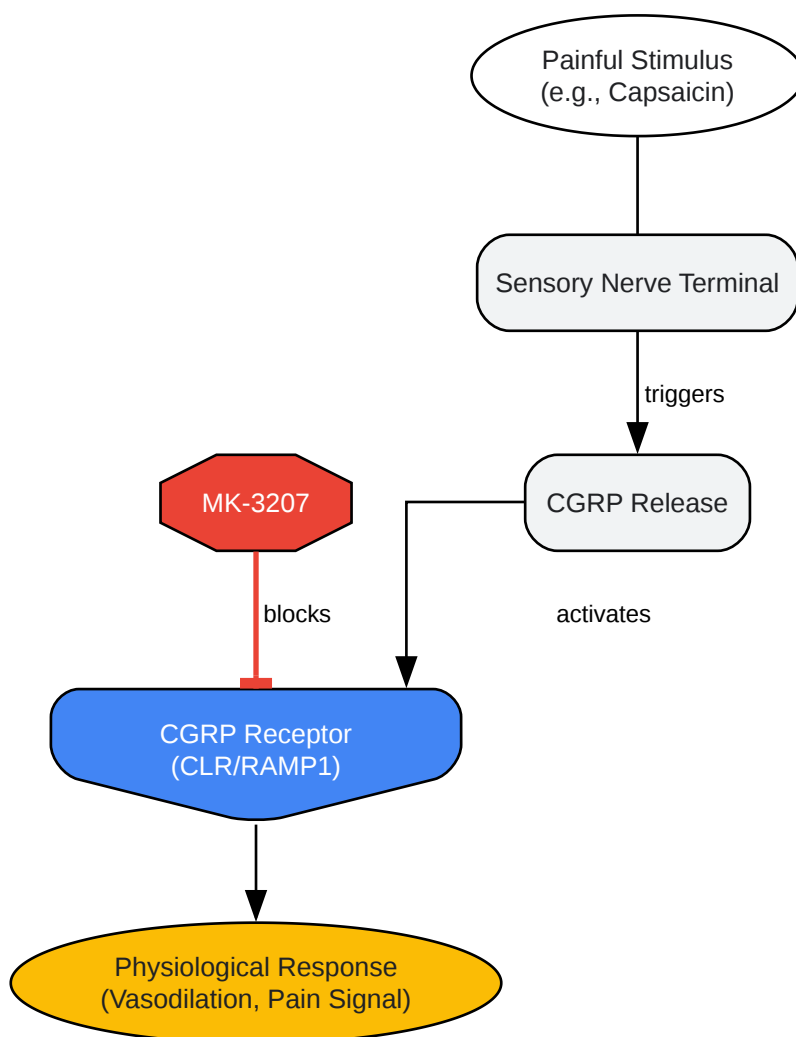 Painful Stimulus
(e.g., Capsaicin)
Sensory Nerve Terminal
triggers
MK-3207
CGRP Release
blocks
activates
CGRP Receptor
(CLR/RAMP1)
Physiological Response
(Vasodilation, Pain Signal)